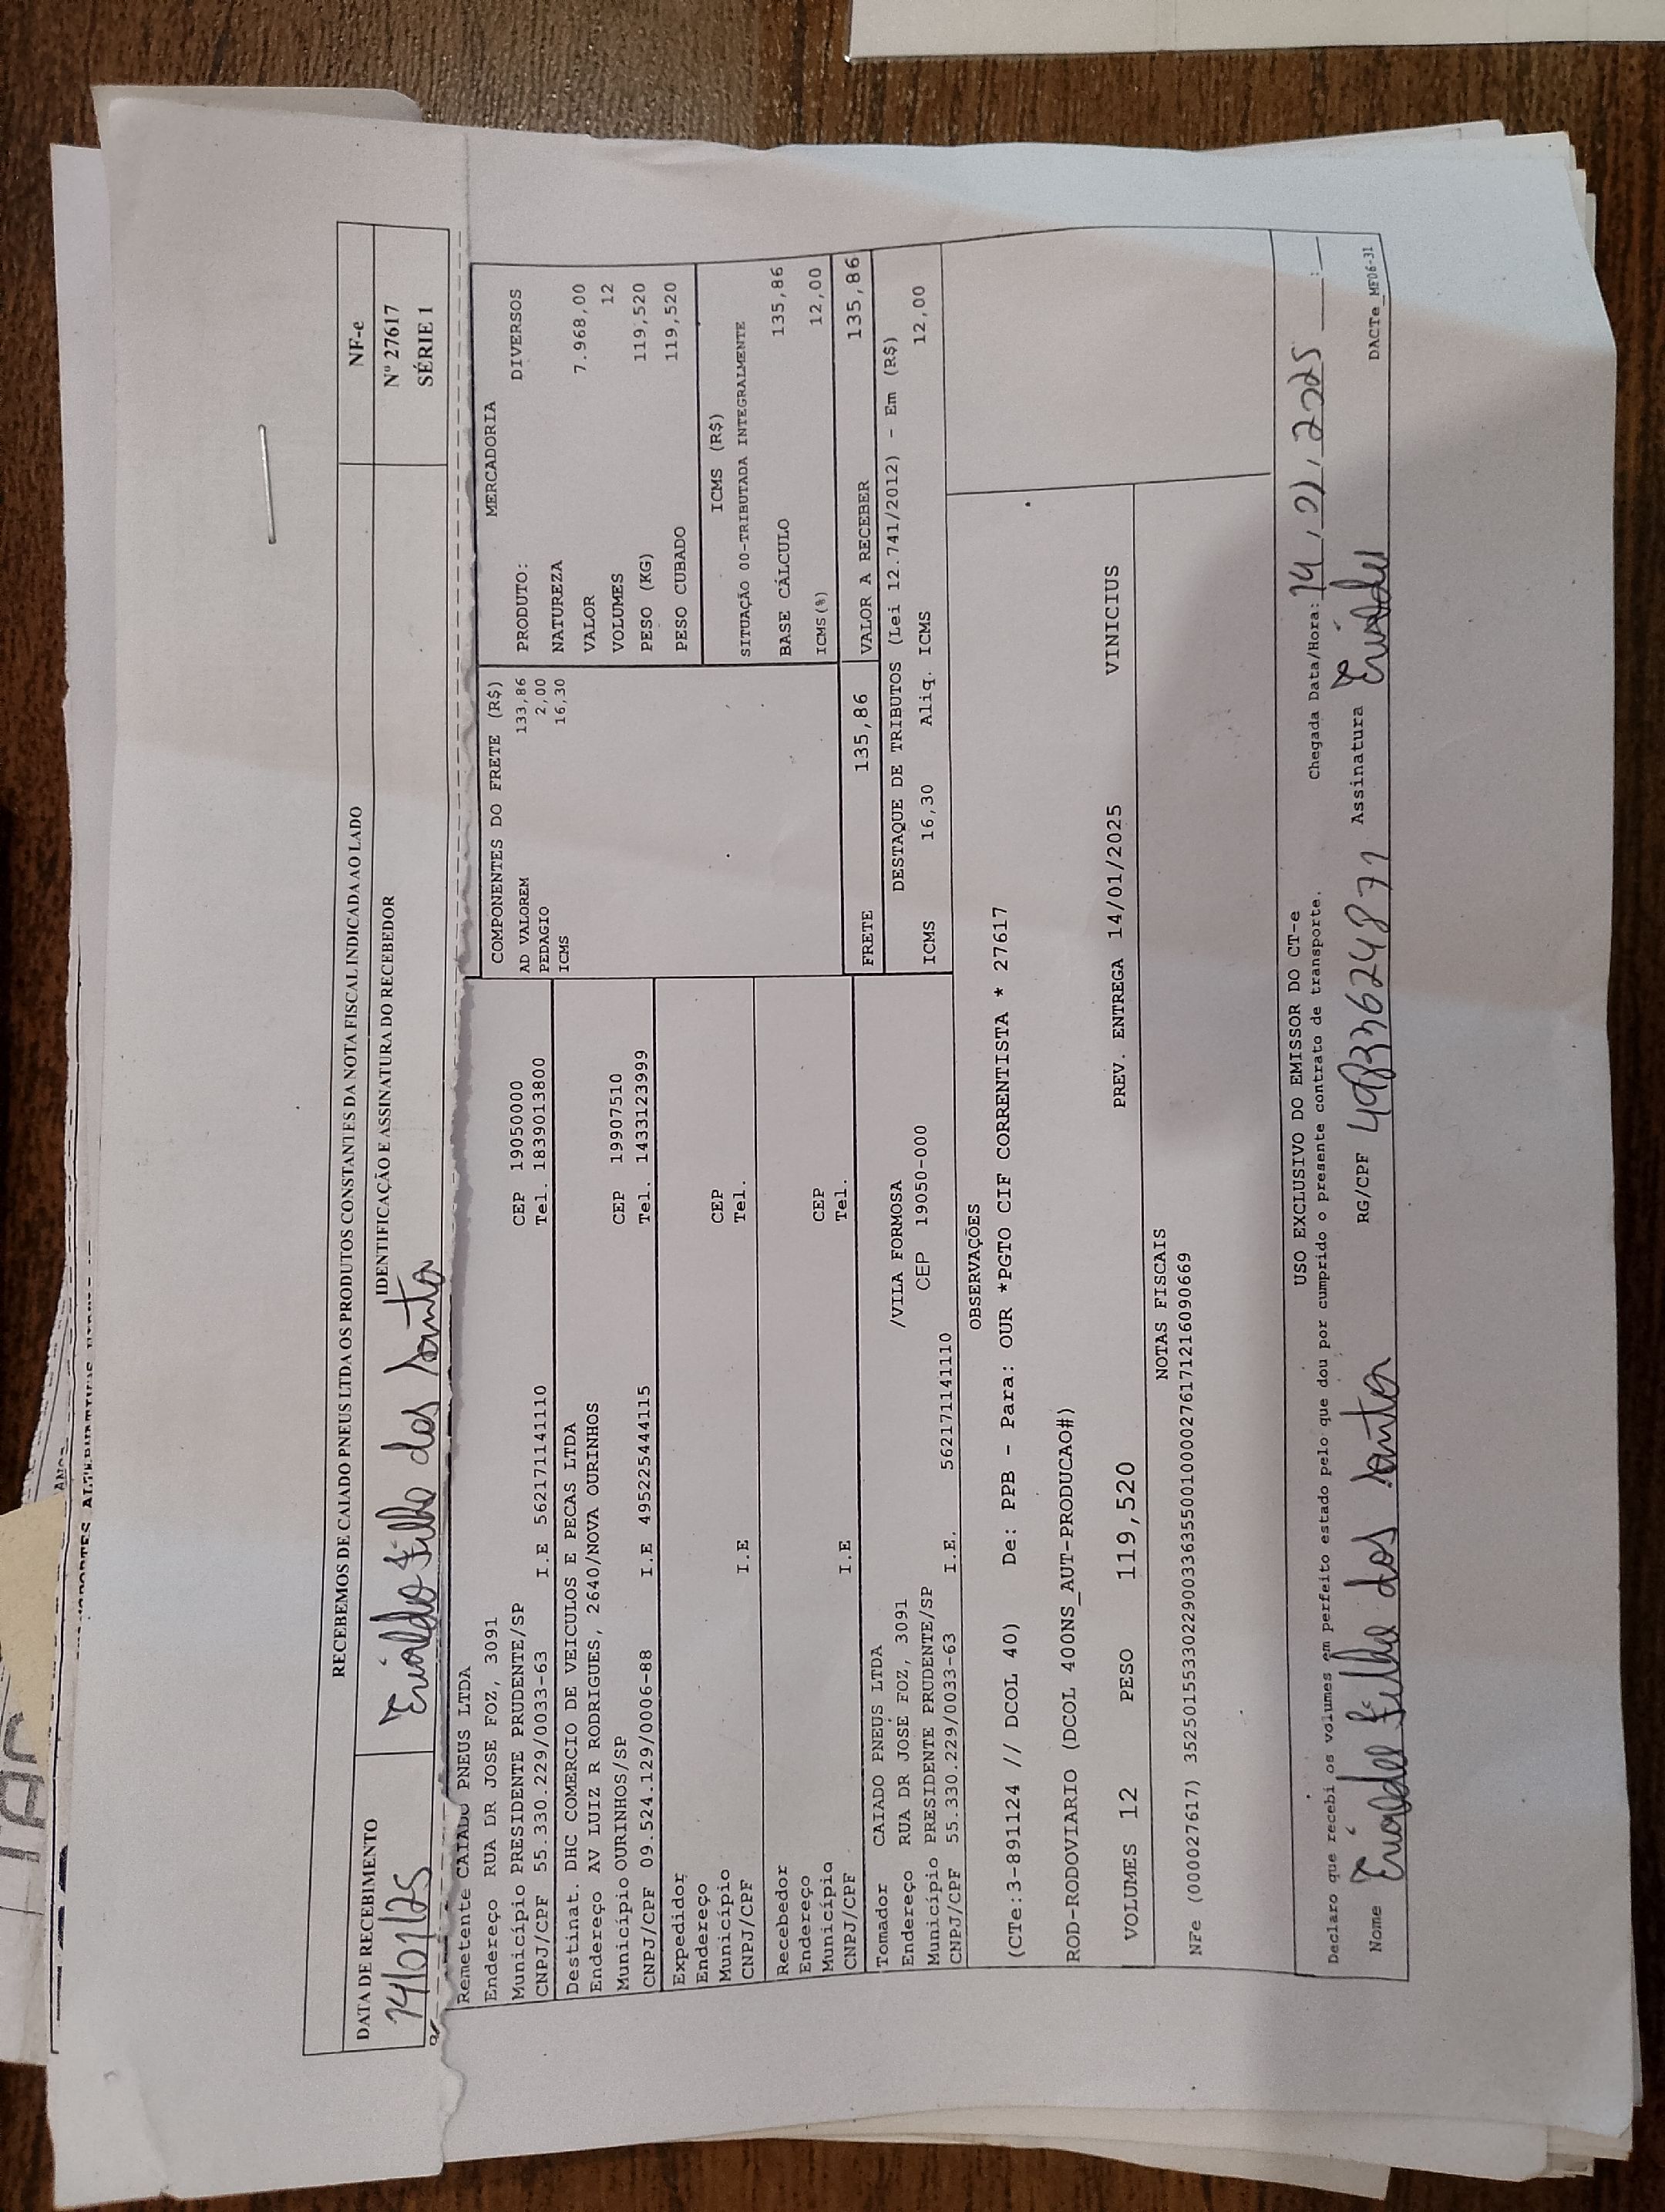 RECEBEMOS DE CAIADO PNEUS LTDA OS PRODUTOS CONSTANTES DA NOTA FISCAL INDICADA AO LADO
NF-e
DATA DE RECEBIMENTO
IDENTIFICAÇÃO E ASSINATURA DO RECEBEDOR
Nº 27617
SÉRIE 1
14/01/25
Erivaldo Filho dos Santos
Remetente CAIADO PNEUS LTDA
Endereço RUA DR JOSE FOZ, 3091
Município PRESIDENTE PRUDENTE/SP CEP 19050000
CNPJ/CPF 55.330.229/0033-63 I.E 562171141110 Tel. 1839013800
Destinat. DHC COMERCIO DE VEICULOS E PECAS LTDA
Endereço AV LUIZ R RODRIGUES, 2640/NOVA OURINHOS
Município OURINHOS/SP CEP 19907510
CNPJ/CPF 09.524.129/0006-88 I.E 495225444115 Tel. 1433123999
Expedidor
Endereço
Município CEP
CNPJ/CPF I.E Tel.
Recebedor
Endereço
Município CEP
CNPJ/CPF I.E Tel.
Tomador CAIADO PNEUS LTDA
Endereço RUA DR JOSE FOZ, 3091 /VILA FORMOSA
Município PRESIDENTE PRUDENTE/SP CEP 19050-000
CNPJ/CPF 55.330.229/0033-63 I.E. 562171141110
COMPONENTES DO FRETE (R$)
AD VALOREM 133,86
PEDAGIO 2,00
ICMS 16,30
MERCADORIA
PRODUTO: DIVERSOS
NATUREZA
VALOR 7.968,00
VOLUMES 12
PESO (KG) 119,520
PESO CUBADO 119,520
ICMS (R$)
SITUAÇÃO 00-TRIBUTADA INTEGRALMENTE
BASE CÁLCULO 135,86
ICMS(%) 12,00
FRETE 135,86 VALOR A RECEBER 135,86
DESTAQUE DE TRIBUTOS (Lei 12.741/2012) - Em (R$)
ICMS 16,30 Aliq. ICMS 12,00
OBSERVAÇÕES
(CTe:3-891124 // DCOL 40) De: PPB - Para: OUR *PGTO CIF CORRENTISTA * 27617
ROD-RODOVIARIO (DCOL 400NS_AUT-PRODUCAO#)
VOLUMES 12 PESO 119,520 PREV. ENTREGA 14/01/2025 VINICIUS
NOTAS FISCAIS
NFe (000027617) 35250155330229003363550010000276171216090669
USO EXCLUSIVO DO EMISSOR DO CT-e
Declaro que recebi os volumes em perfeito estado pelo que dou por cumprido o presente contrato de transporte. Chegada Data/Hora: 14, 01, 2025 :
Nome Erivaldo Filho dos Santos RG/CPF Assinatura Erivaldo
DACTe_MF06-31